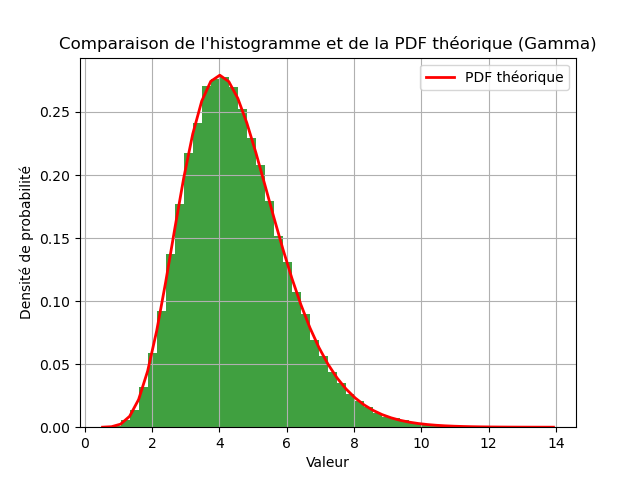 Comparaison de l'histogramme et de la PDF théorique (Gamma)
PDF théorique
Densité de probabilité
0.25
0.20
0.15
0.10
0.05
0.00
0 2 4 6 8 10 12 14
Valeur